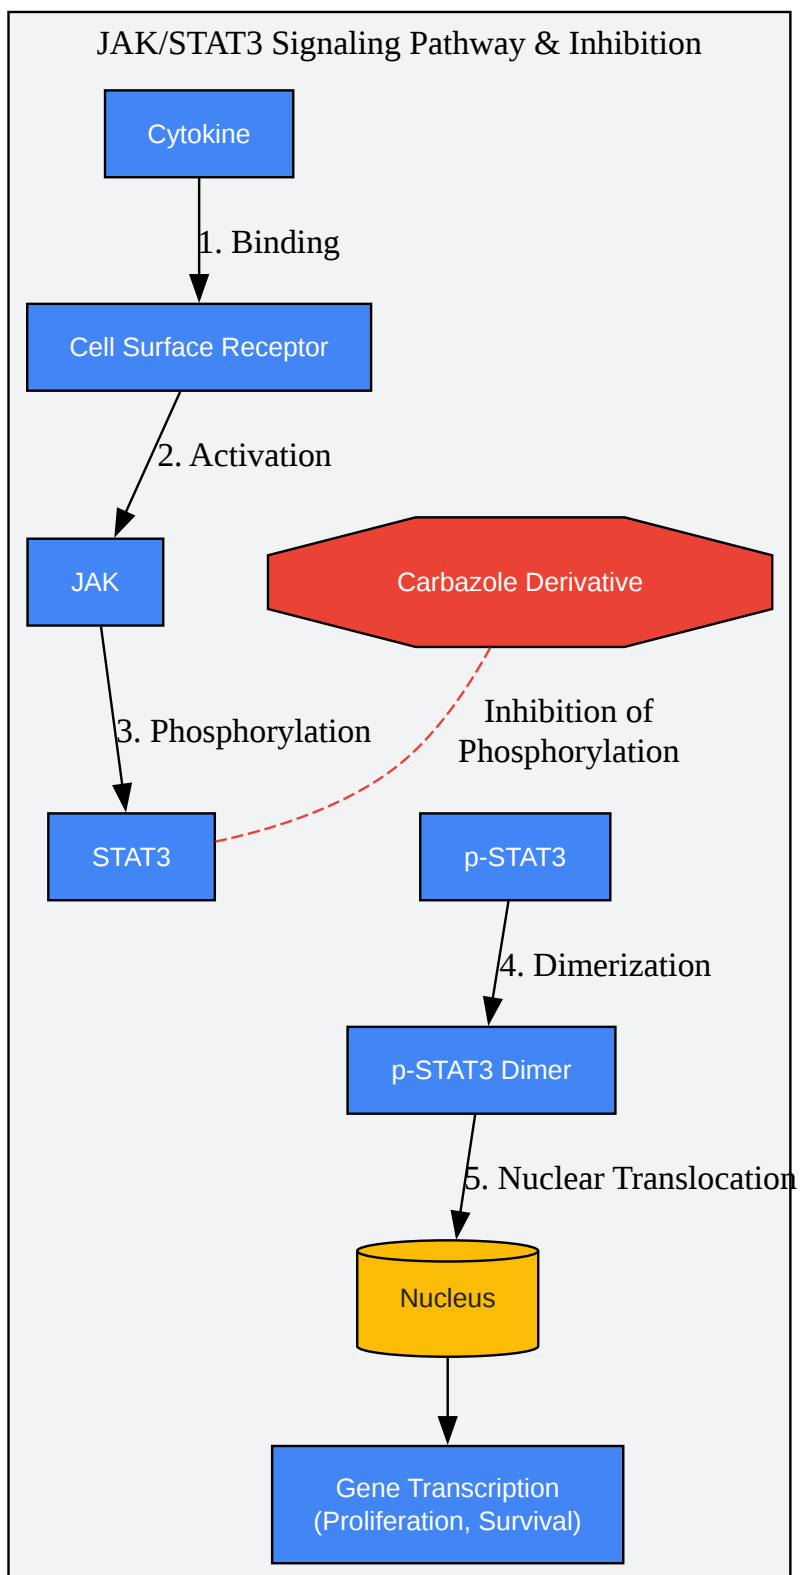 JAK/STAT3 Signaling Pathway & Inhibition
Cytokine
1. Binding
Cell Surface Receptor
2. Activation
JAK
Carbazole Derivative
3. Phosphorylation
Inhibition of
Phosphorylation
STAT3
p-STAT3
4. Dimerization
p-STAT3 Dimer
5. Nuclear Translocation
Nucleus
Gene Transcription
(Proliferation, Survival)